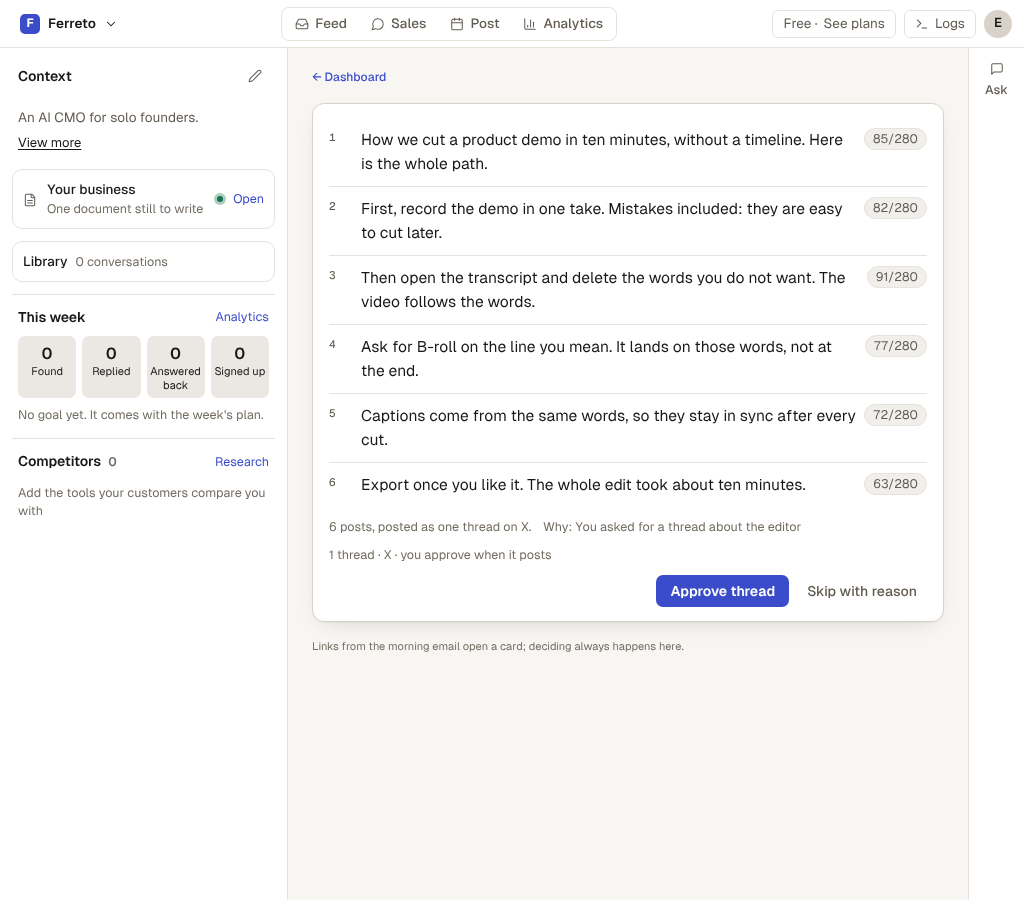 F Ferreto
Feed
Sales
Post
Analytics
Free · See plans
Logs
E
Context
An AI CMO for solo founders.
View more
Your business
One document still to write
Open
Library 0 conversations
This week
Analytics
0
Found
0
Replied
0
Answered
back
0
Signed up
No goal yet. It comes with the week's plan.
Competitors 0
Research
Add the tools your customers compare you
with
← Dashboard
1
How we cut a product demo in ten minutes, without a timeline. Here
is the whole path.
85/280
2
First, record the demo in one take. Mistakes included: they are easy
to cut later.
82/280
3
Then open the transcript and delete the words you do not want. The
video follows the words.
91/280
4
Ask for B-roll on the line you mean. It lands on those words, not at
the end.
77/280
5
Captions come from the same words, so they stay in sync after every
cut.
72/280
6
Export once you like it. The whole edit took about ten minutes.
63/280
6 posts, posted as one thread on X. Why: You asked for a thread about the editor
1 thread · X · you approve when it posts
Approve thread
Skip with reason
Links from the morning email open a card; deciding always happens here.
Ask